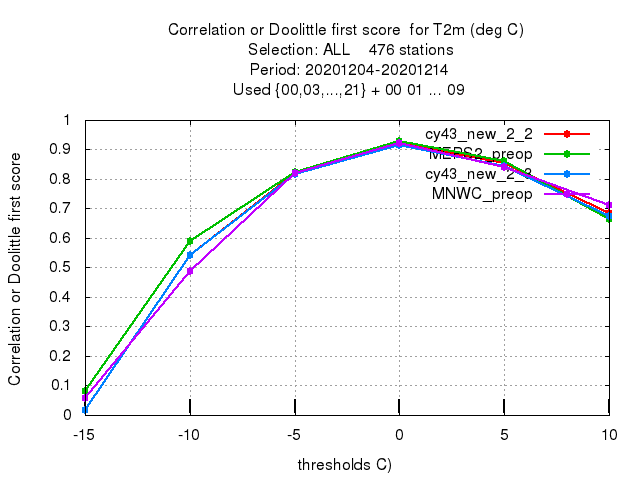 Correlation or Doolittle first score for T2m (deg C)
Selection: ALL 476 stations
Period: 20201204-20201214
Used {00,03,...,21} + 00 01 ... 09
Correlation or Doolittle first score
1
0.9
0.8
0.7
0.6
0.5
0.4
0.3
0.2
0.1
0
cy43_new_2_2
MEPS2_preop
cy43_new_2_3
MNWC_preop
-15 -10 -5 0 5 10
thresholds C)